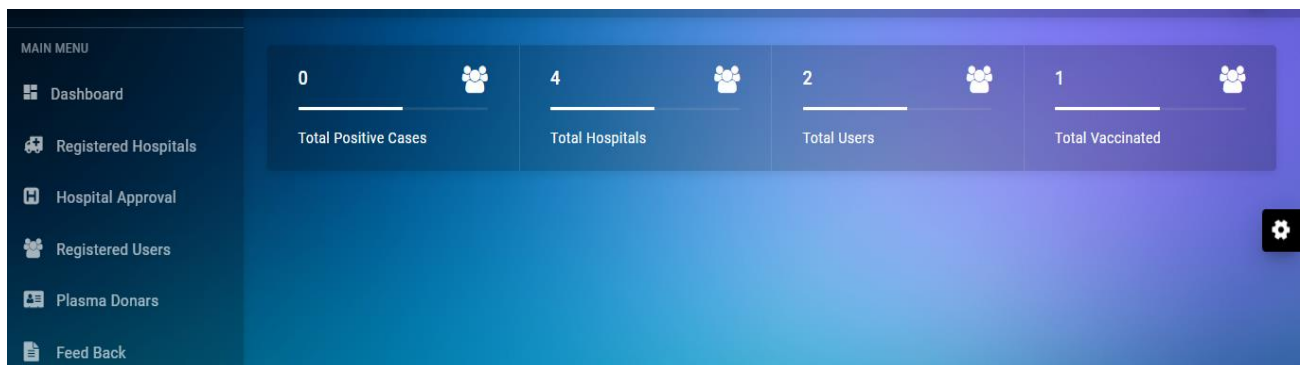 MAIN MENU
Dashboard
Registered Hospitals
Hospital Approval
Registered Users
Plasma Donars
Feed Back
0
Total Positive Cases
4
Total Hospitals
2
Total Users
1
Total Vaccinated